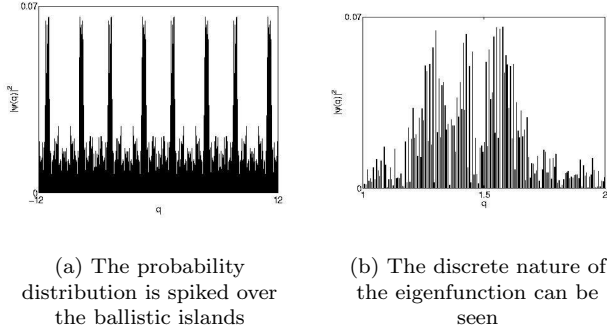 0.07
|ψ(q)|²
0
−12
q
12
0.07
|ψ(q)|²
0
1
1.5
q
2
(a) The probability
distribution is spiked over
the ballistic islands
(b) The discrete nature of
the eigenfunction can be
seen